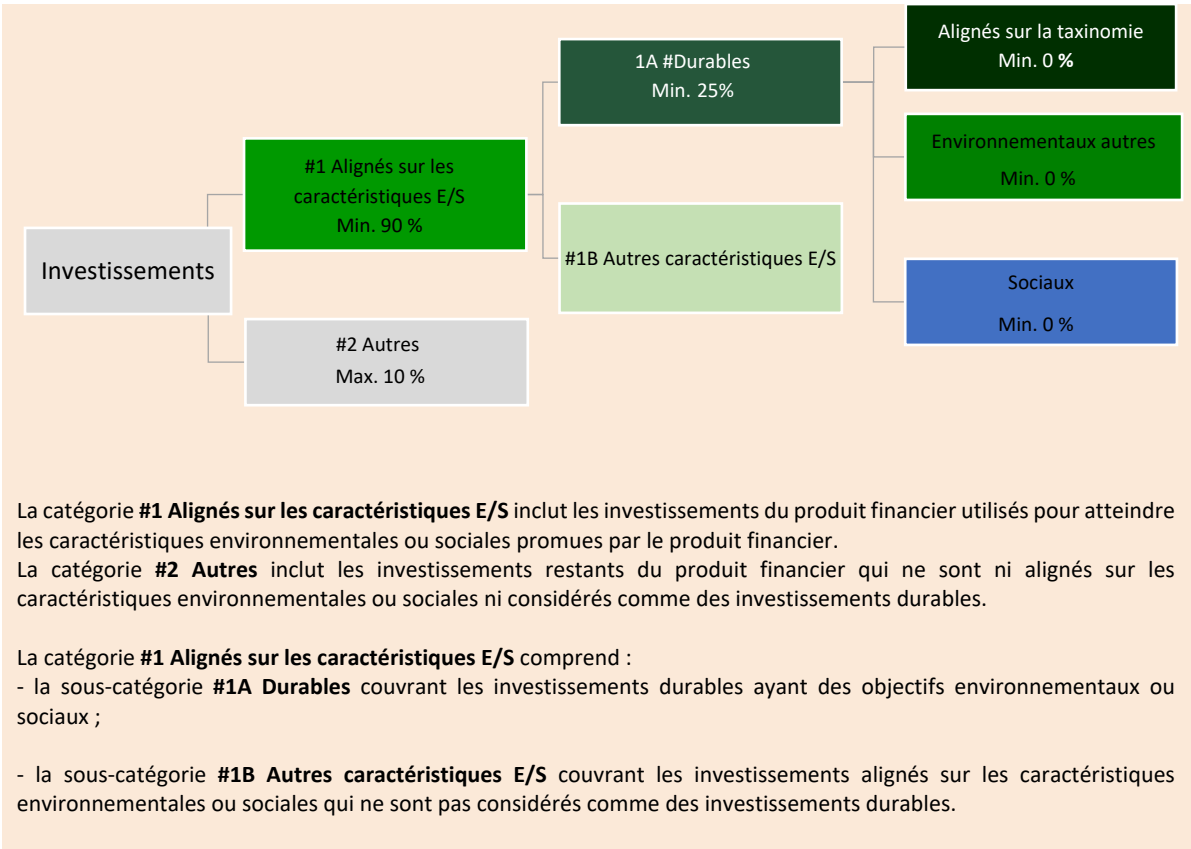 Investissements
#1 Alignés sur les
caractéristiques E/S
Min. 90 %
#2 Autres
Max. 10 %
1A #Durables
Min. 25%
#1B Autres caractéristiques E/S
Alignés sur la taxinomie
Min. 0 %
Environnementaux autres
Min. 0 %
Sociaux
Min. 0 %
La catégorie #1 Alignés sur les caractéristiques E/S inclut les investissements du produit financier utilisés pour atteindre
les caractéristiques environnementales ou sociales promues par le produit financier.
La catégorie #2 Autres inclut les investissements restants du produit financier qui ne sont ni alignés sur les
caractéristiques environnementales ou sociales ni considérés comme des investissements durables.
La catégorie #1 Alignés sur les caractéristiques E/S comprend :
- la sous-catégorie #1A Durables couvrant les investissements durables ayant des objectifs environnementaux ou
sociaux ;
- la sous-catégorie #1B Autres caractéristiques E/S couvrant les investissements alignés sur les caractéristiques
environnementales ou sociales qui ne sont pas considérés comme des investissements durables.